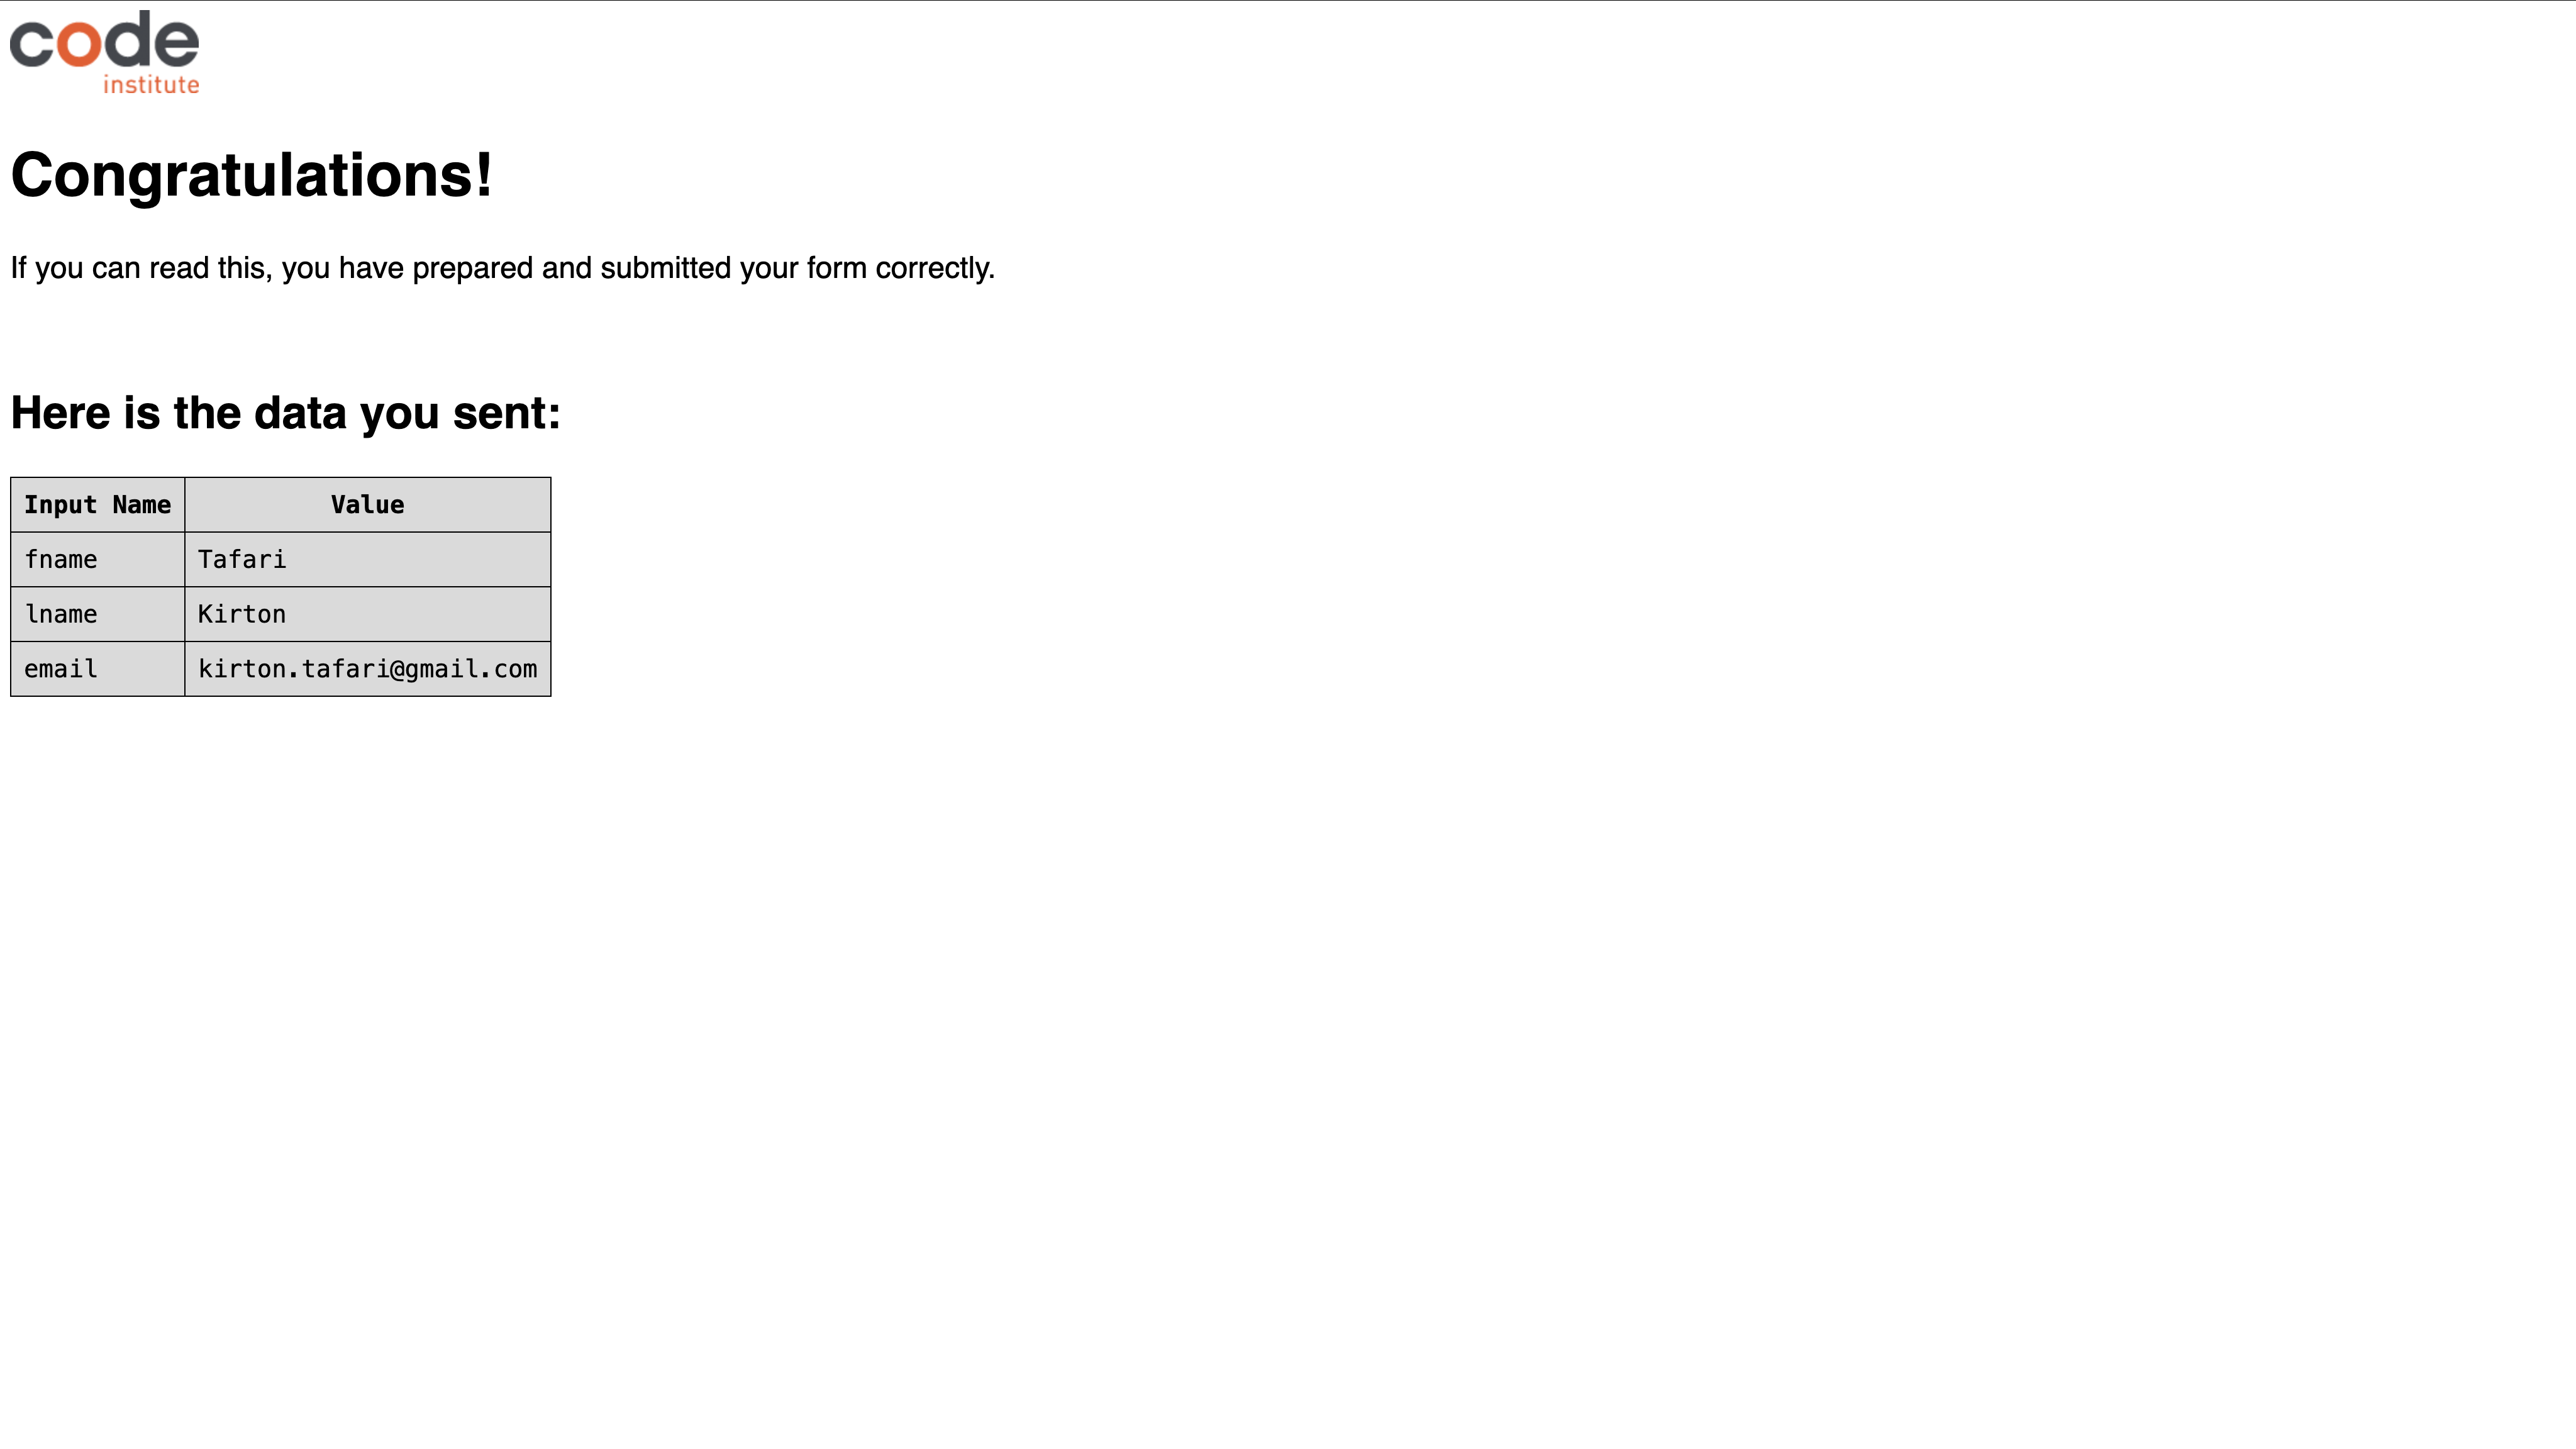 code
institute
Congratulations!
If you can read this, you have prepared and submitted your form correctly.
Here is the data you sent:
Input Name Value
fname Tafari
lname Kirton
email kirton.tafari@gmail.com